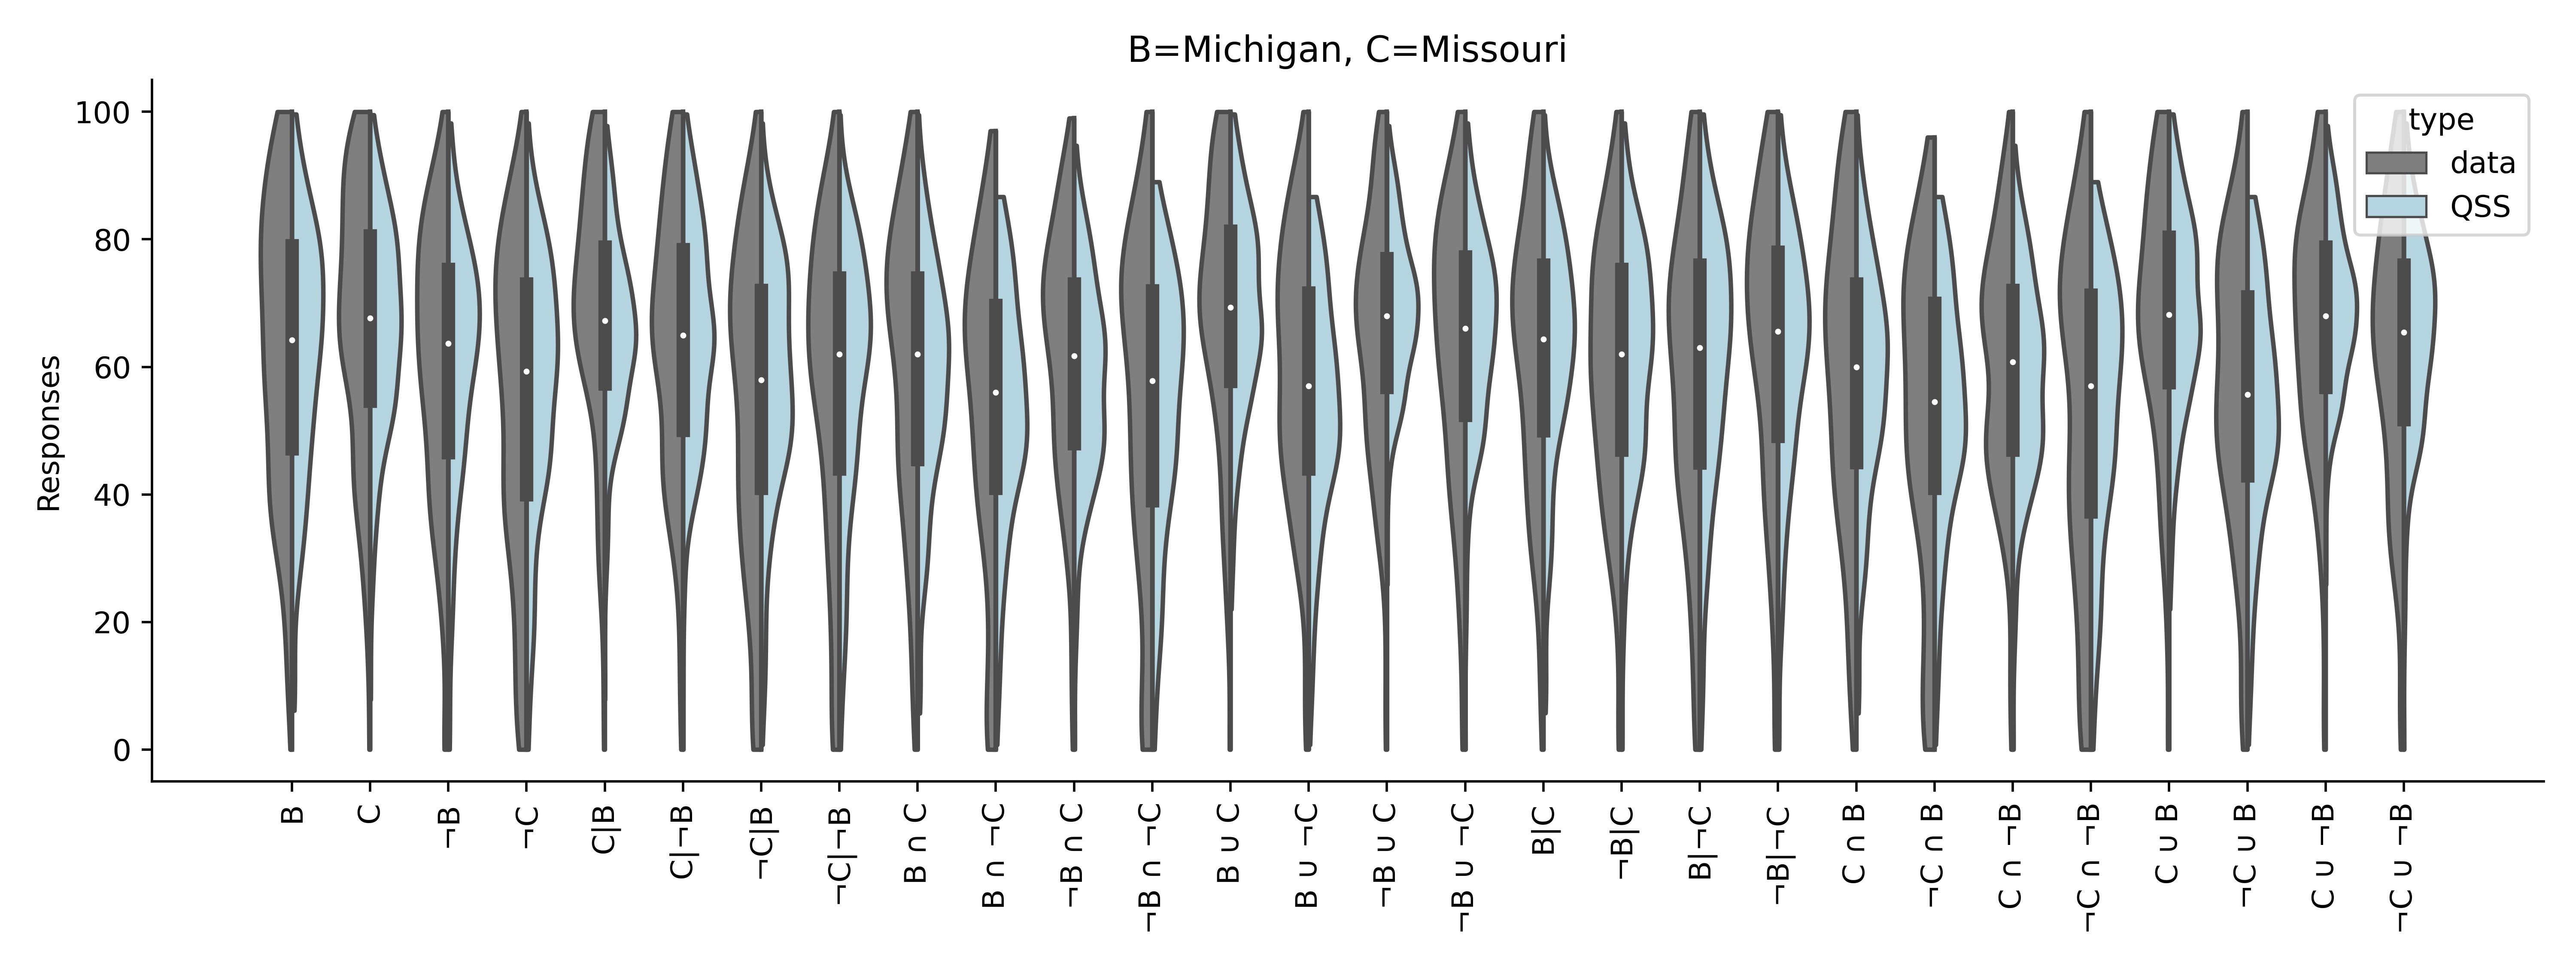 B=Michigan, C=Missouri
Responses
100
80
60
40
20
0
type
data
QSS
B
C
¬B
¬C
C|B
C|¬B
¬C|B
¬C|¬B
B ∩ C
B ∩ ¬C
¬B ∩ C
¬B ∩ ¬C
B ∪ C
B ∪ ¬C
¬B ∪ C
¬B ∪ ¬C
B|C
¬B|C
B|¬C
¬B|¬C
C ∩ B
¬C ∩ B
C ∩ ¬B
¬C ∩ ¬B
C ∪ B
¬C ∪ B
C ∪ ¬B
¬C ∪ ¬B